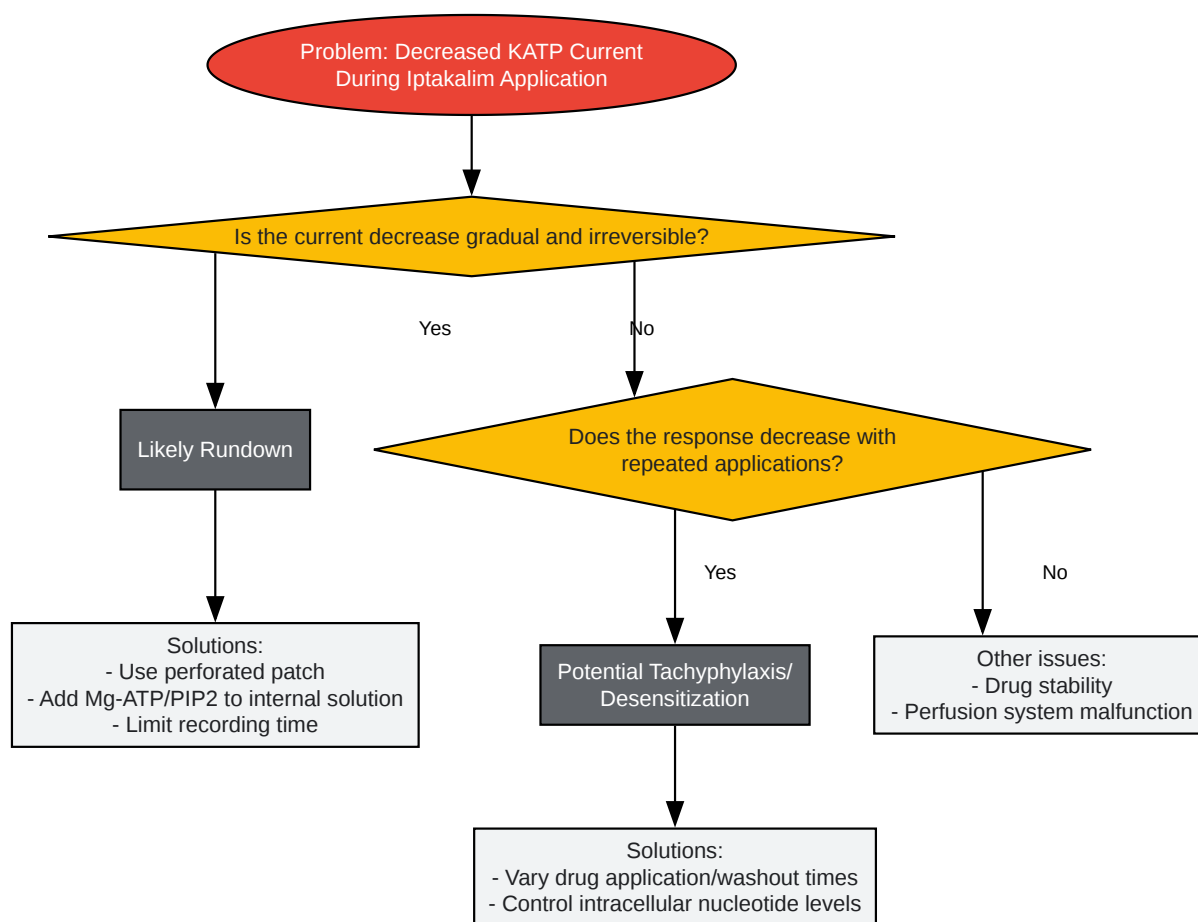 Problem: Decreased KATP Current
During Iptakalim Application
Is the current decrease gradual and irreversible?
Yes
No
Likely Rundown
Does the response decrease with
repeated applications?
Yes
No
Solutions:
- Use perforated patch
- Add Mg-ATP/PIP2 to internal solution
- Limit recording time
Potential Tachyphylaxis/
Desensitization
Other issues:
- Drug stability
- Perfusion system malfunction
Solutions:
- Vary drug application/washout times
- Control intracellular nucleotide levels